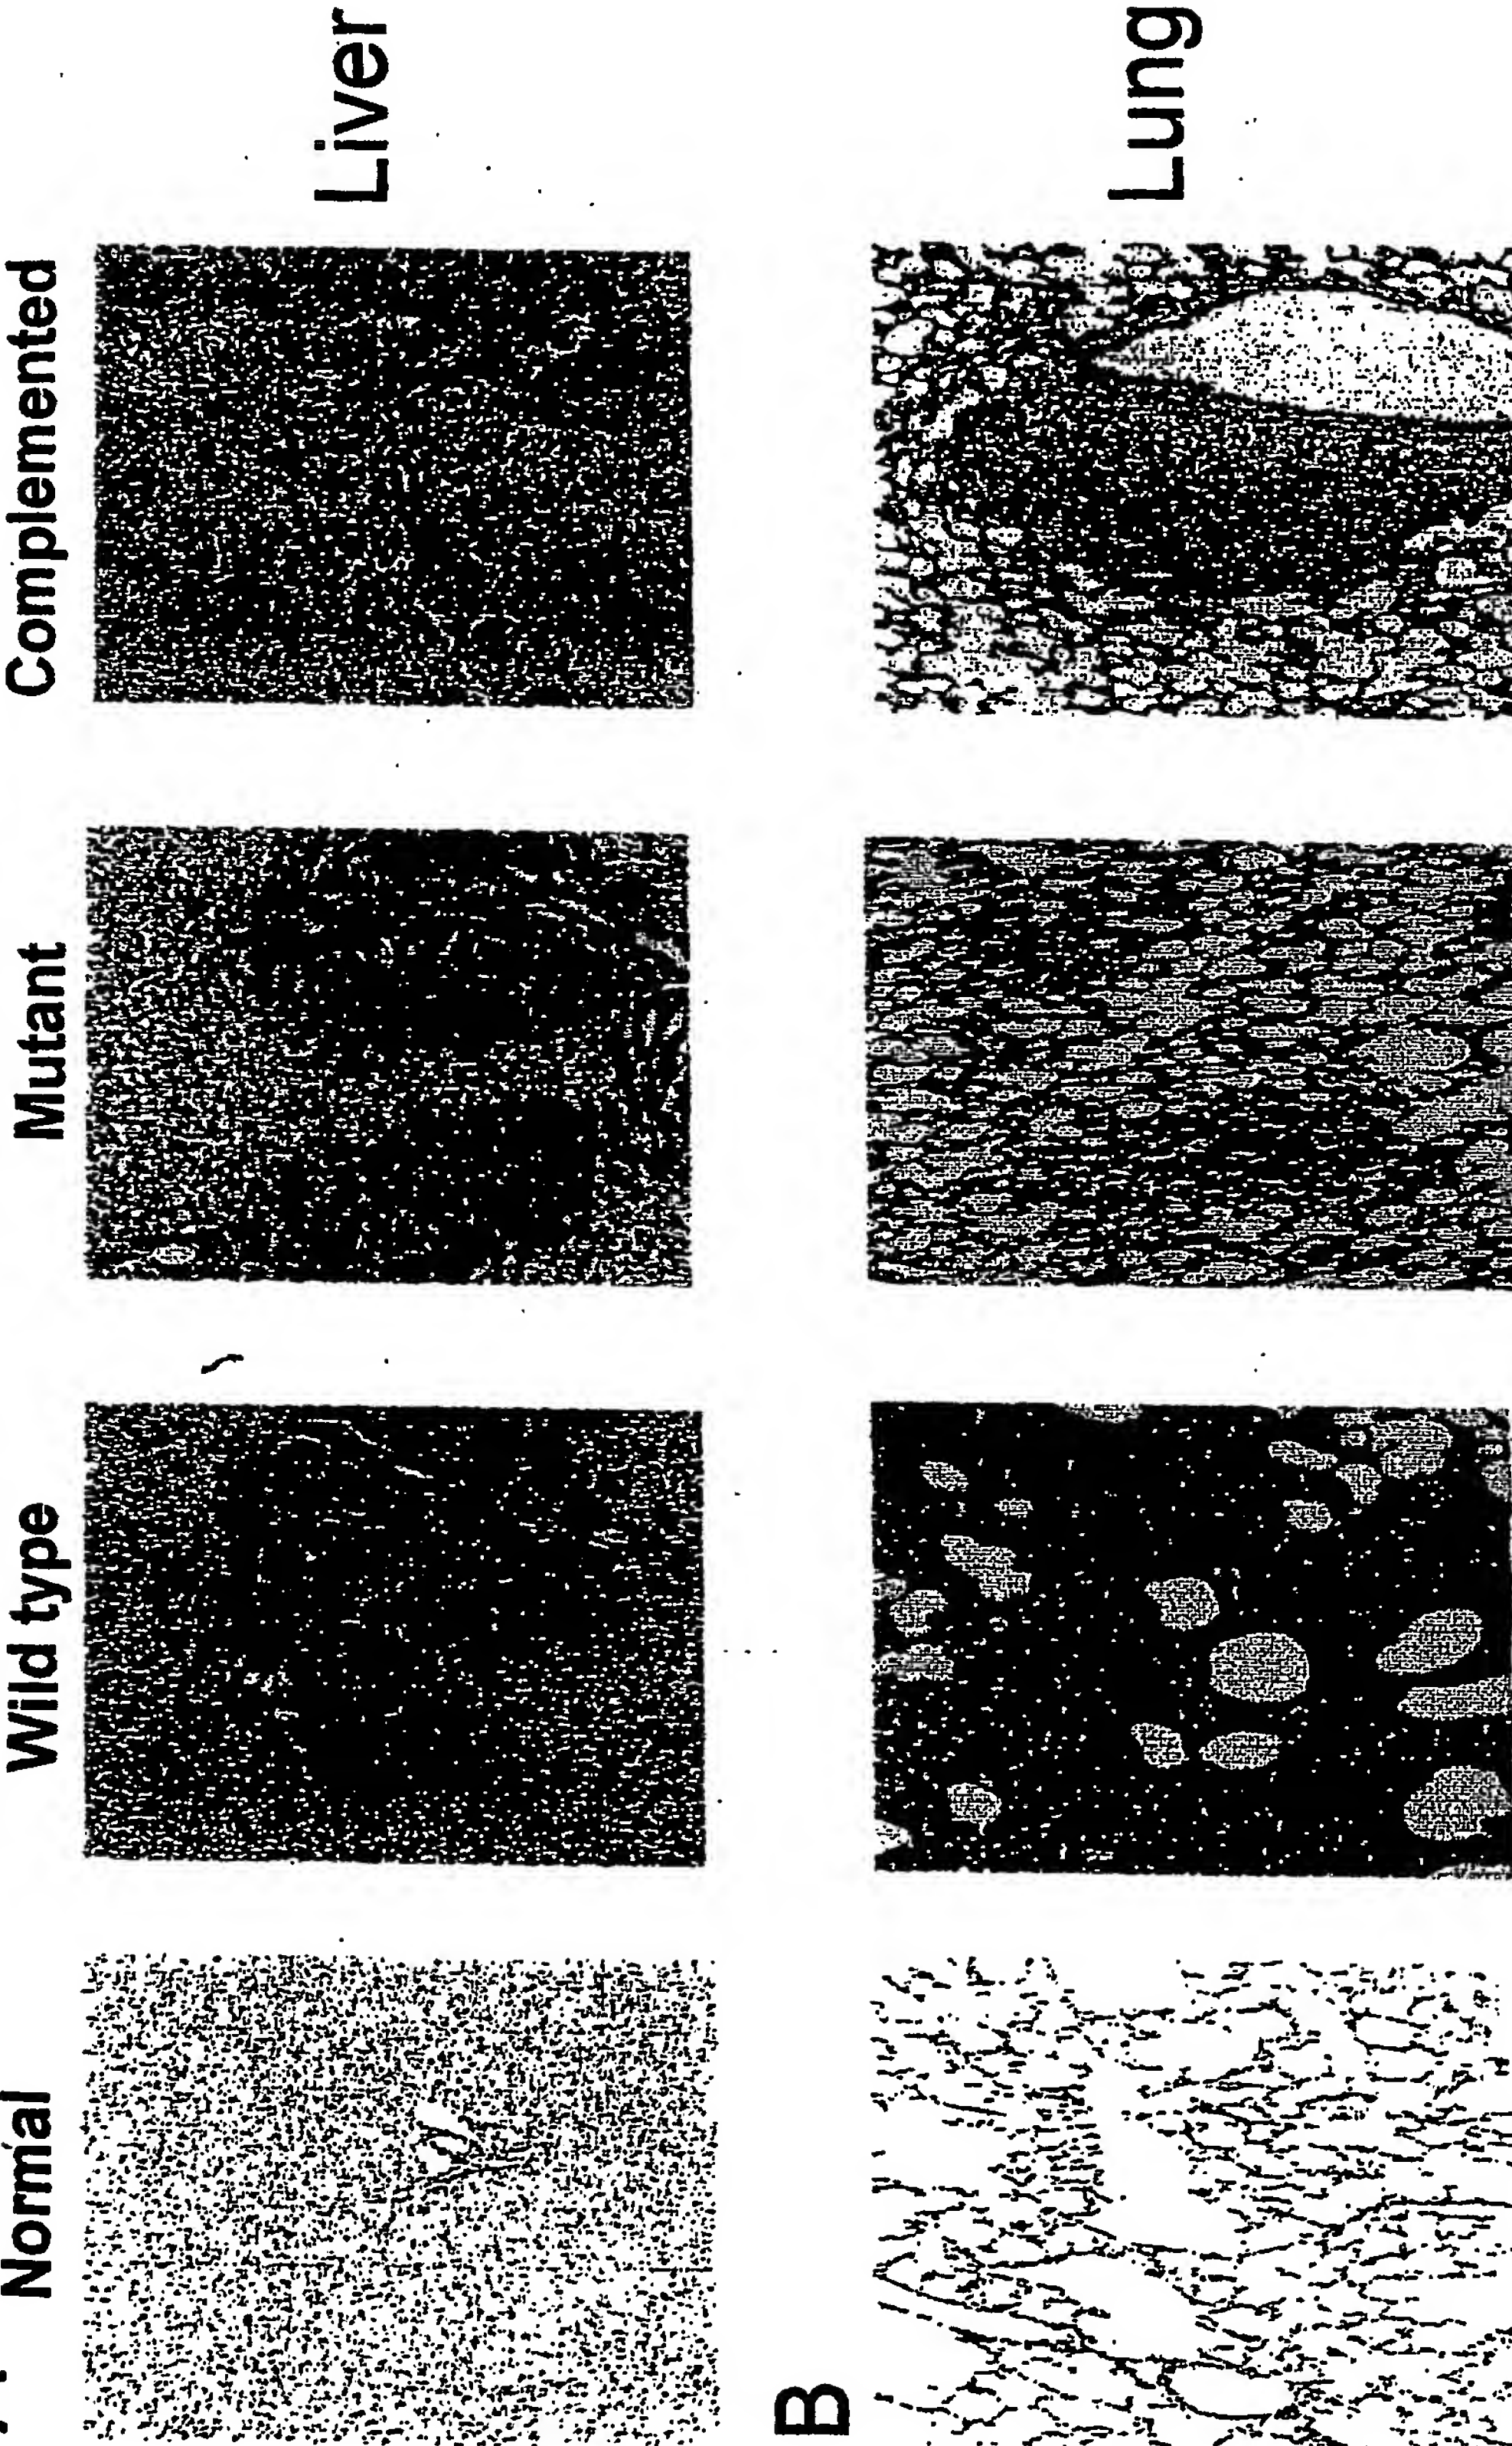 Normal
Wild type
Mutant
Complemented
Liver
B
Lung